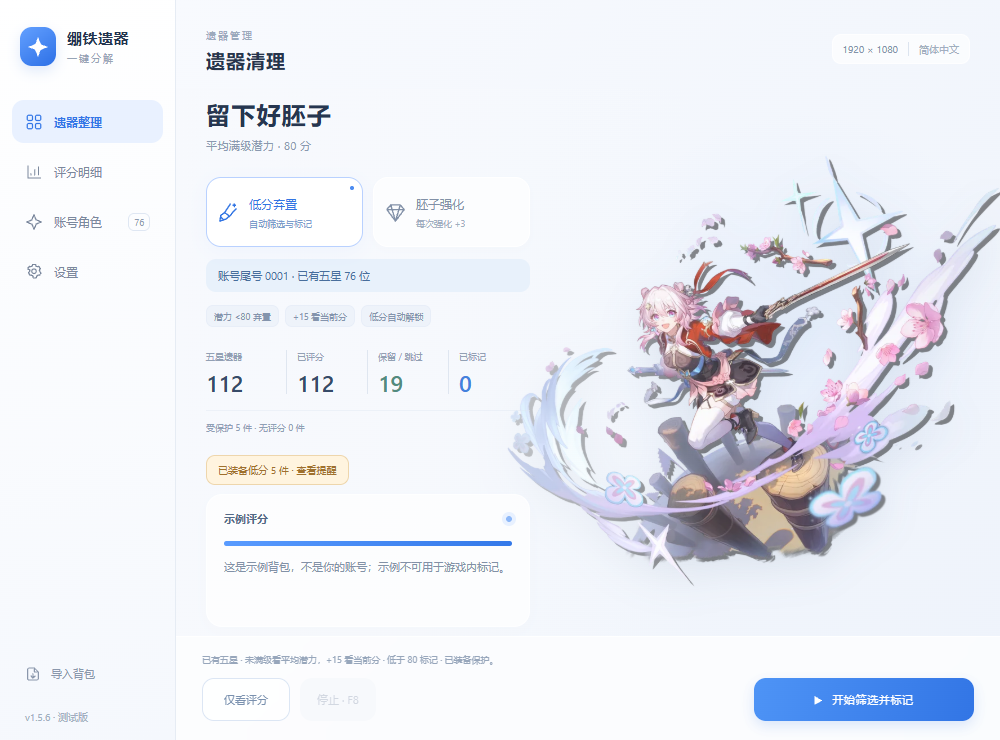 绷铁遗器
一键分解
遗器整理
评分明细
账号角色 76
设置
导入背包
v1.5.6 · 测试版
遗器管理
遗器清理
1920 × 1080 简体中文
留下好胚子
平均满级潜力 · 80 分
低分弃置
自动筛选与标记
胚子强化
每次强化 +3
账号尾号 0001 · 已有五星 76 位
潜力 <80 弃置 +15 看当前分 低分自动解锁
五星遗器 已评分 保留 / 跳过 已标记
112 112 19 0
受保护 5 件 · 无评分 0 件
已装备低分 5 件 · 查看提醒
示例评分
这是示例背包，不是你的账号；示例不可用于游戏内标记。
已有五星 · 未满级看平均潜力，+15 看当前分 · 低于 80 标记 · 已装备保护。
仅看评分 停止 · F8 开始筛选并标记